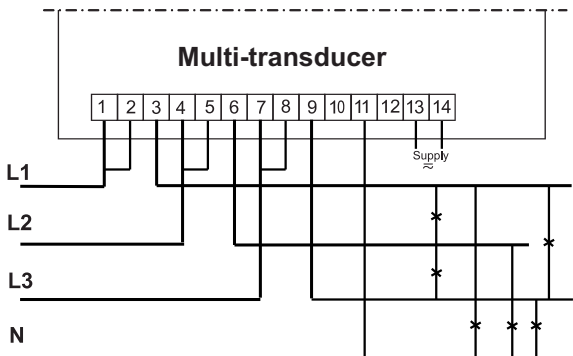 Multi-transducer
1 2 3 4 5 6 7 8 9 10 11 12 13 14
Supply
≂
L1
L2
L3
N